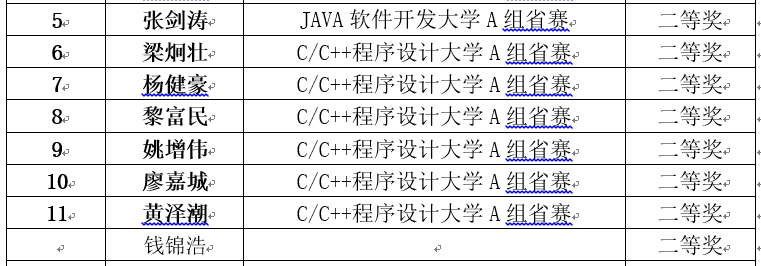 5 张剑涛 JAVA 软件开发大学 A 组省赛 二等奖
6 梁炯壮 C/C++程序设计大学 A 组省赛 二等奖
7 杨健豪 C/C++程序设计大学 A 组省赛 二等奖
8 黎富民 C/C++程序设计大学 A 组省赛 二等奖
9 姚增伟 C/C++程序设计大学 A 组省赛 二等奖
10 廖嘉城 C/C++程序设计大学 A 组省赛 二等奖
11 黄泽潮 C/C++程序设计大学 A 组省赛 二等奖
钱锦浩 二等奖